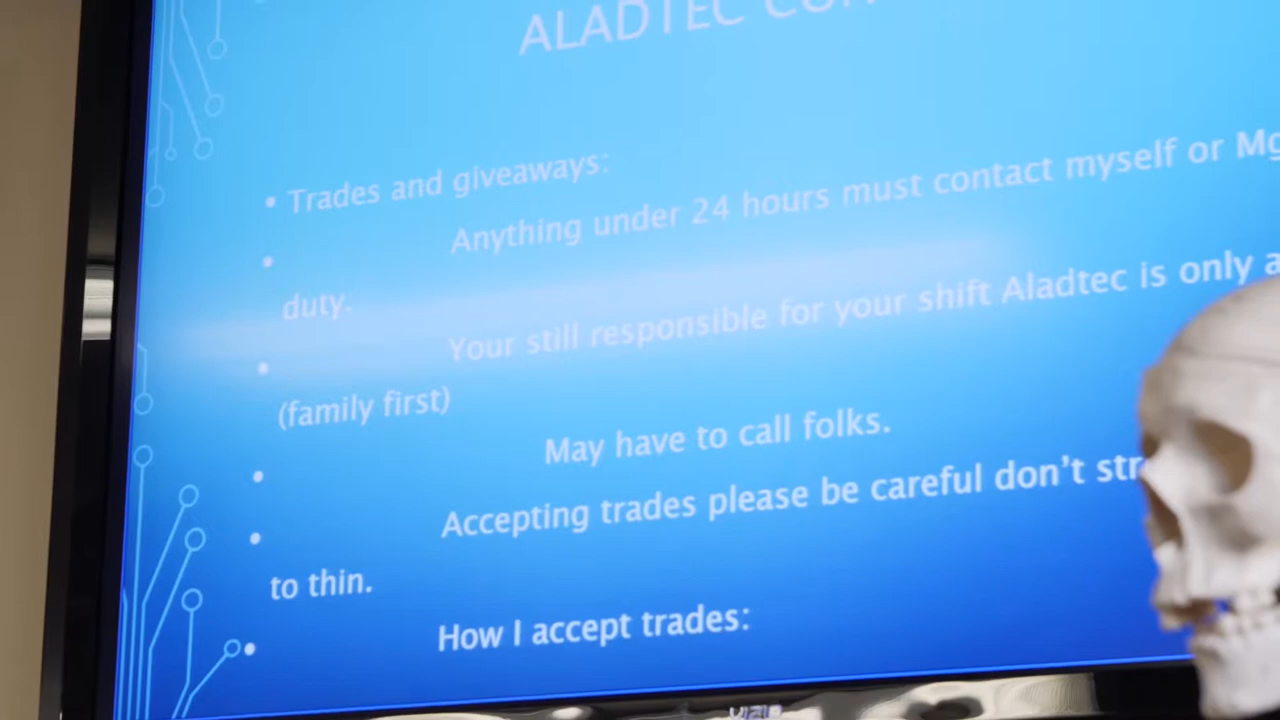 ALADTEC
• Trades and giveaways:
• Anything under 24 hours must contact myself or
duty.
• Your still responsible for your shift Aladtec is only
(family first)
• May have to call folks.
• Accepting trades please be careful don't
to thin.
• How I accept trades:
VIZIO